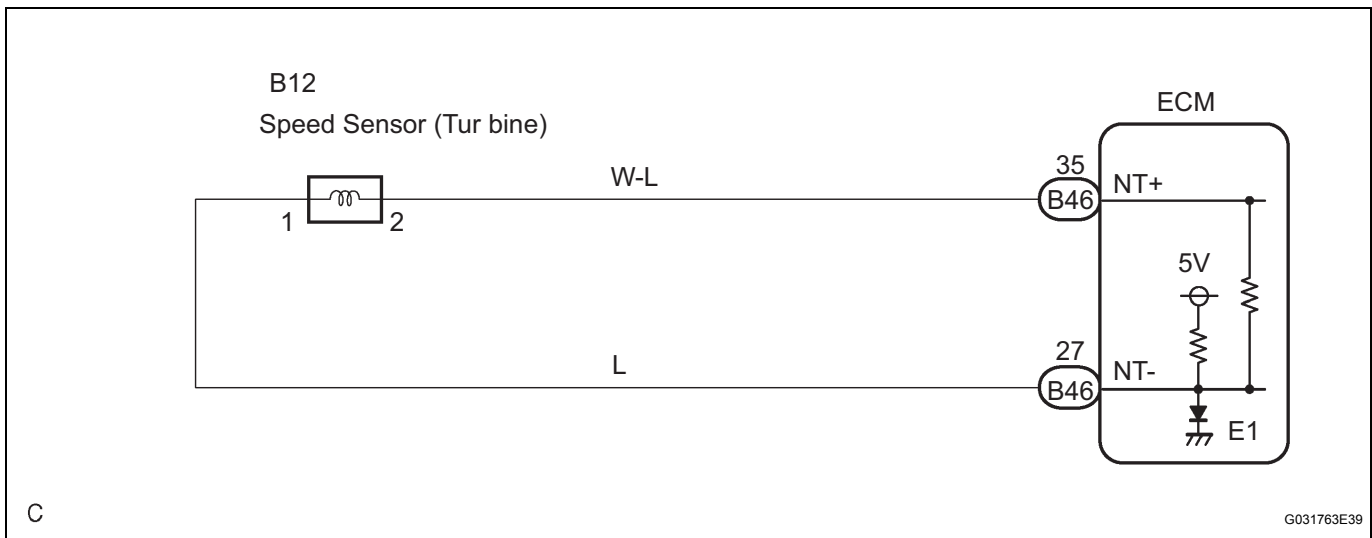 B12
Speed Sensor (Tur bine)
ECM
1
2
W-L
35
B46
NT+
5V
L
27
B46
NT-
E1
C
G031763E39